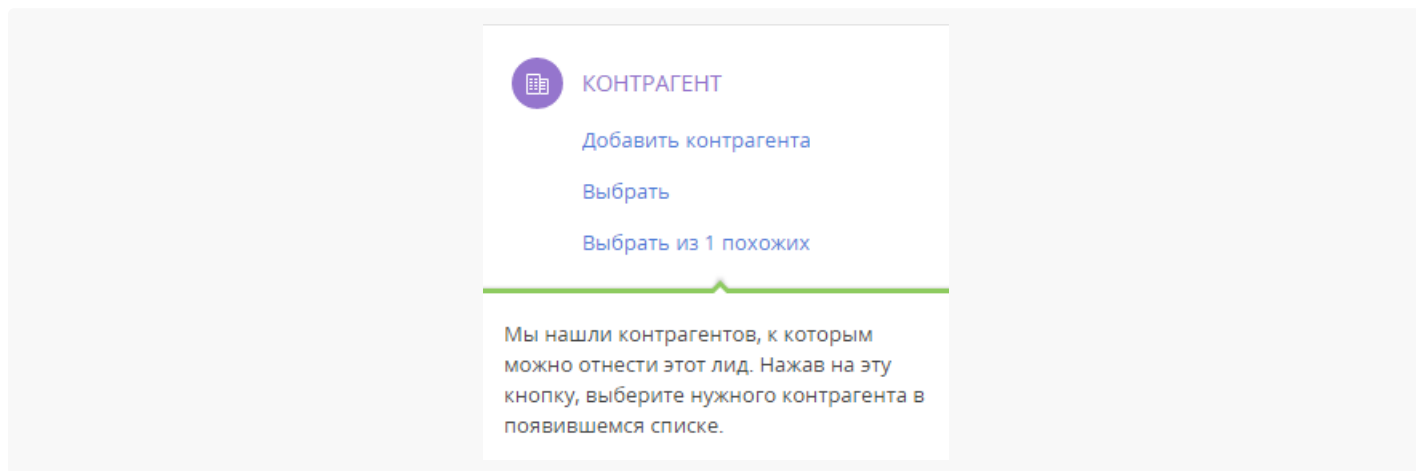 КОНТРАГЕНТ
Добавить контрагента
Выбрать
Выбрать из 1 похожих
Мы нашли контрагентов, к которым
можно отнести этот лид. Нажав на эту
кнопку, выберите нужного контрагента в
появившемся списке.